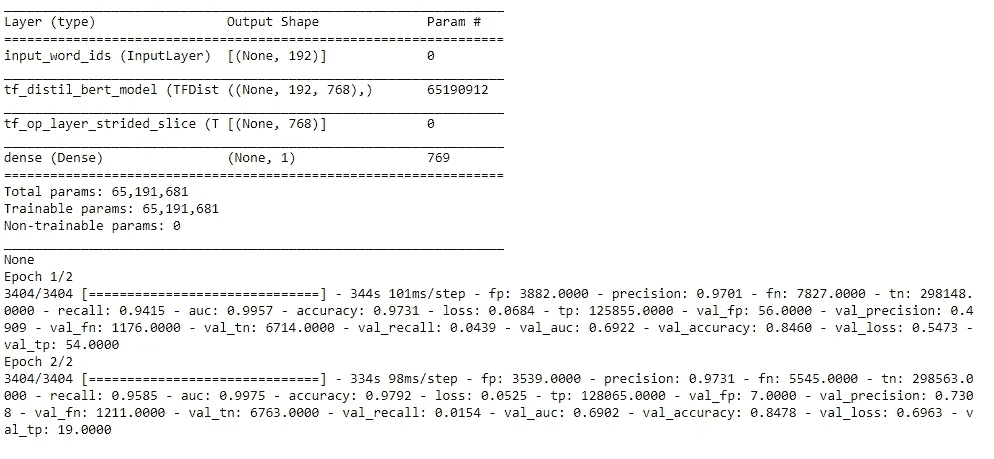 Layer (type) Output Shape Param #
input_word_ids (InputLayer) [(None, 192)] 0
tf_distil_bert_model (TFDist ((None, 192, 768),) 65190912
tf_op_layer_strided_slice (T [(None, 768)] 0
dense (Dense) (None, 1) 769
Total params: 65,191,681
Trainable params: 65,191,681
Non-trainable params: 0
None
Epoch 1/2
3404/3404 [==============================] - 344s 101ms/step - fp: 3882.0000 - precision: 0.9701 - fn: 7827.0000 - tn: 298148.
0000 - recall: 0.9415 - auc: 0.9957 - accuracy: 0.9731 - loss: 0.0684 - tp: 125855.0000 - val_fp: 56.0000 - val_precision: 0.4
909 - val_fn: 1176.0000 - val_tn: 6714.0000 - val_recall: 0.0439 - val_auc: 0.6922 - val_accuracy: 0.8460 - val_loss: 0.5473 -
val_tp: 54.0000
Epoch 2/2
3404/3404 [==============================] - 334s 98ms/step - fp: 3539.0000 - precision: 0.9731 - fn: 5545.0000 - tn: 298563.0
000 - recall: 0.9585 - auc: 0.9975 - accuracy: 0.9792 - loss: 0.0525 - tp: 128065.0000 - val_fp: 7.0000 - val_precision: 0.730
8 - val_fn: 1211.0000 - val_tn: 6763.0000 - val_recall: 0.0154 - val_auc: 0.6902 - val_accuracy: 0.8478 - val_loss: 0.6963 - v
al_tp: 19.0000